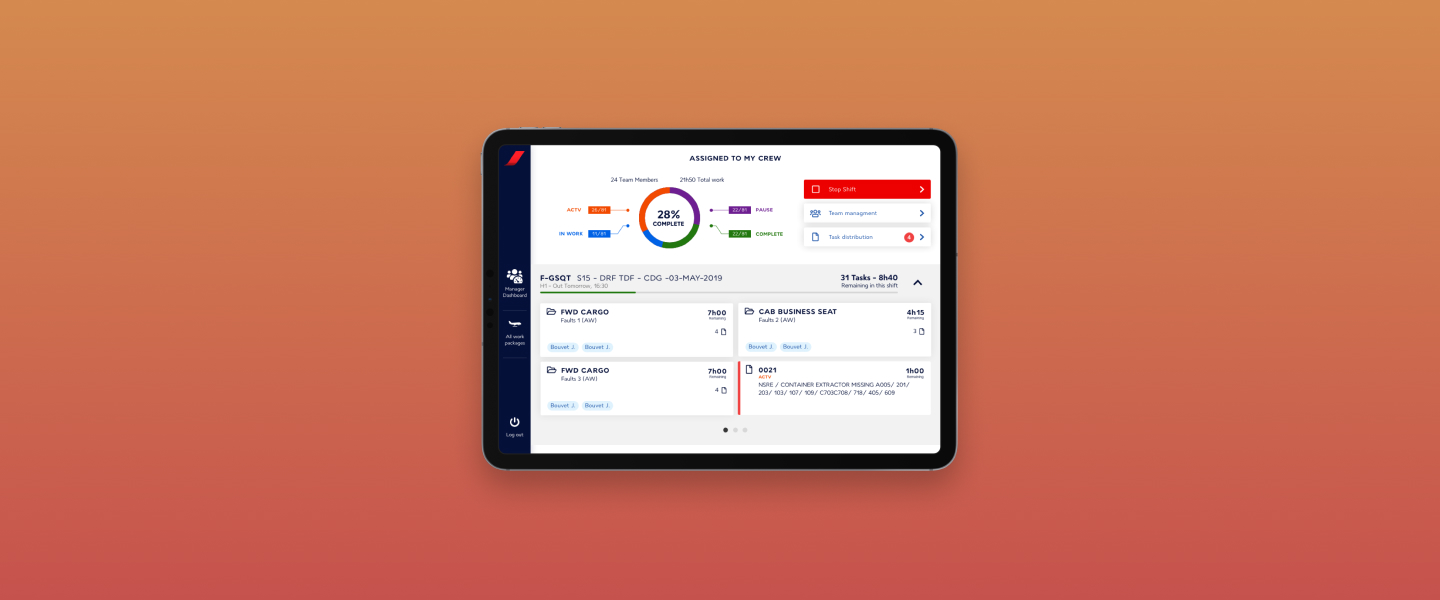 ASSIGNED TO MY CREW
24 Team Members
21h50 Total work
ACTV
IN WORK
11/81
28%
COMPLETE
22/81
PAUSE
22/81
COMPLETE
Stop Shift
Team managment
Task distribution
4
Manager
Dashboard
All work
packages
Log out
F-GSQT S15 - DRF TDF - CDG -03-MAY-2019
H1 - Out Tomorrow, 16:30
31 Tasks - 8h40
Remaining in this shift
FWD CARGO
Faults 1 (AW)
7h00
Remaining
4
Bouvet J. Bouvet J.
CAB BUSINESS SEAT
Faults 2 (AW)
4h15
Remaining
3
Bouvet J. Bouvet J.
FWD CARGO
Faults 3 (AW)
7h00
Remaining
4
Bouvet J. Bouvet J.
0021
ACTV
1h00
Remaining
NSRE / CONTAINER EXTRACTOR MISSING A005/ 201/
203/ 103/ 107/ 109/ C703C708/ 718/ 405/ 609